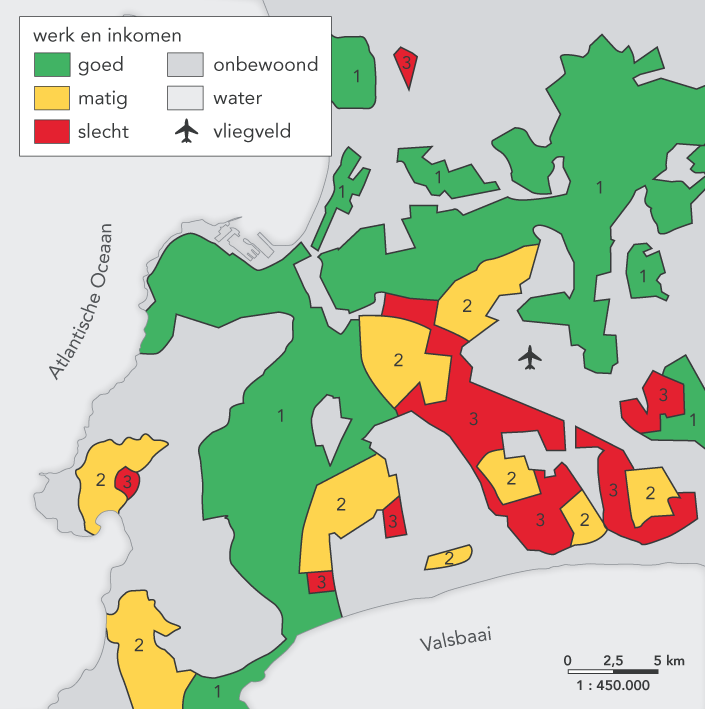 werk en inkomen
goed
onbewoond
matig
water
slecht
vliegveld
1
3
1
1
1
1
2
2
1
3
3
1
1
2
2
3
3
2
2
3
3
2
2
3
2
1
Atlantische Oceaan
Valsbaai
0 2,5 5 km
1 : 450.000